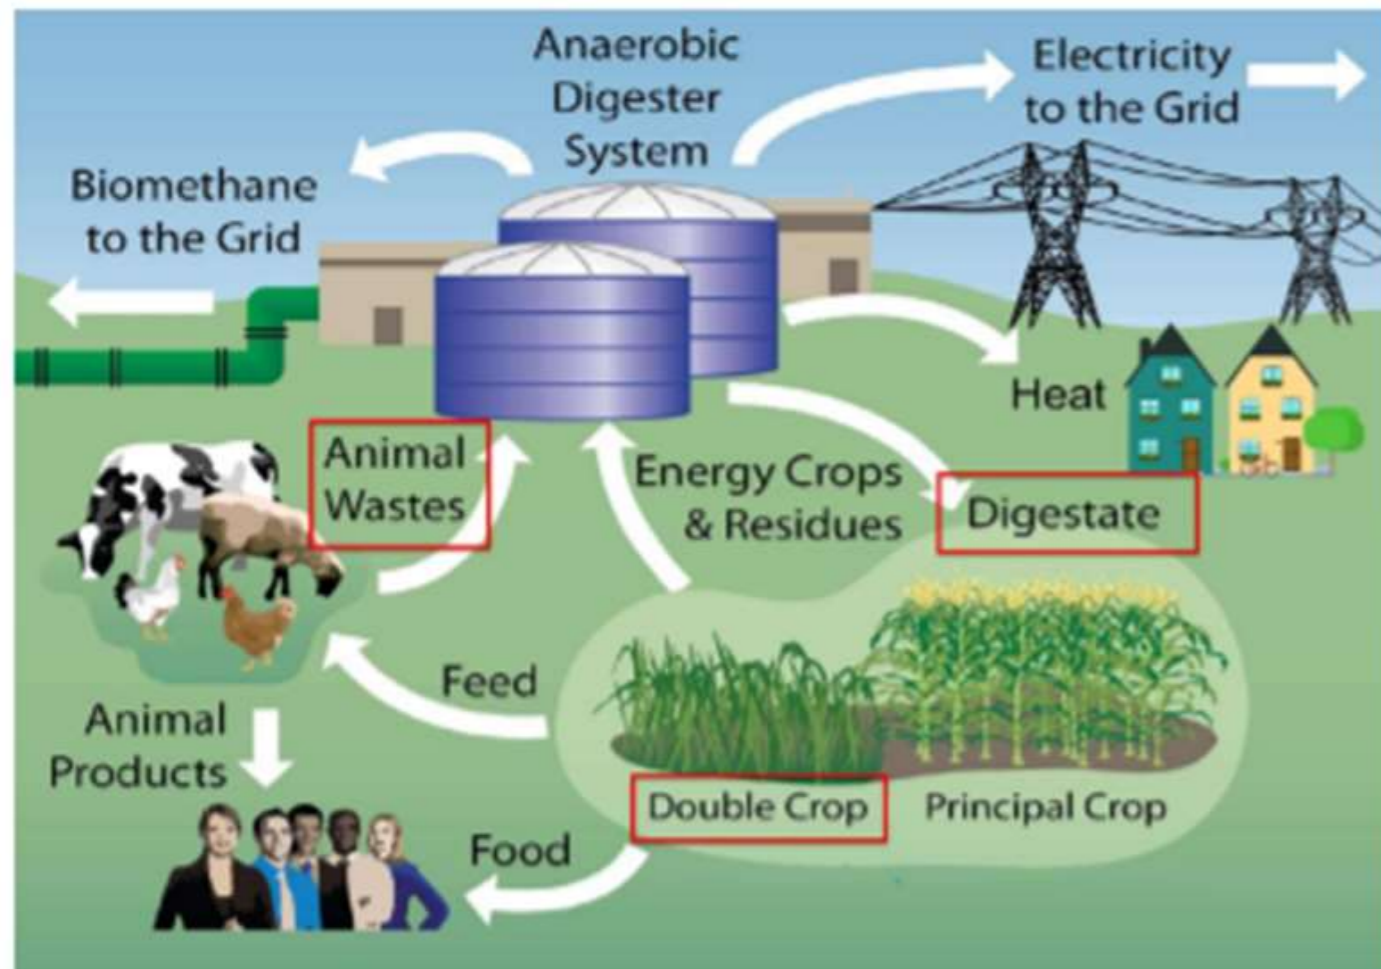 Anaerobic
Digester
System
Electricity
to the Grid
Biomethane
to the Grid
Heat
Animal
Wastes
Energy Crops
& Residues
Digestate
Feed
Animal
Products
Double Crop
Principal Crop
Food